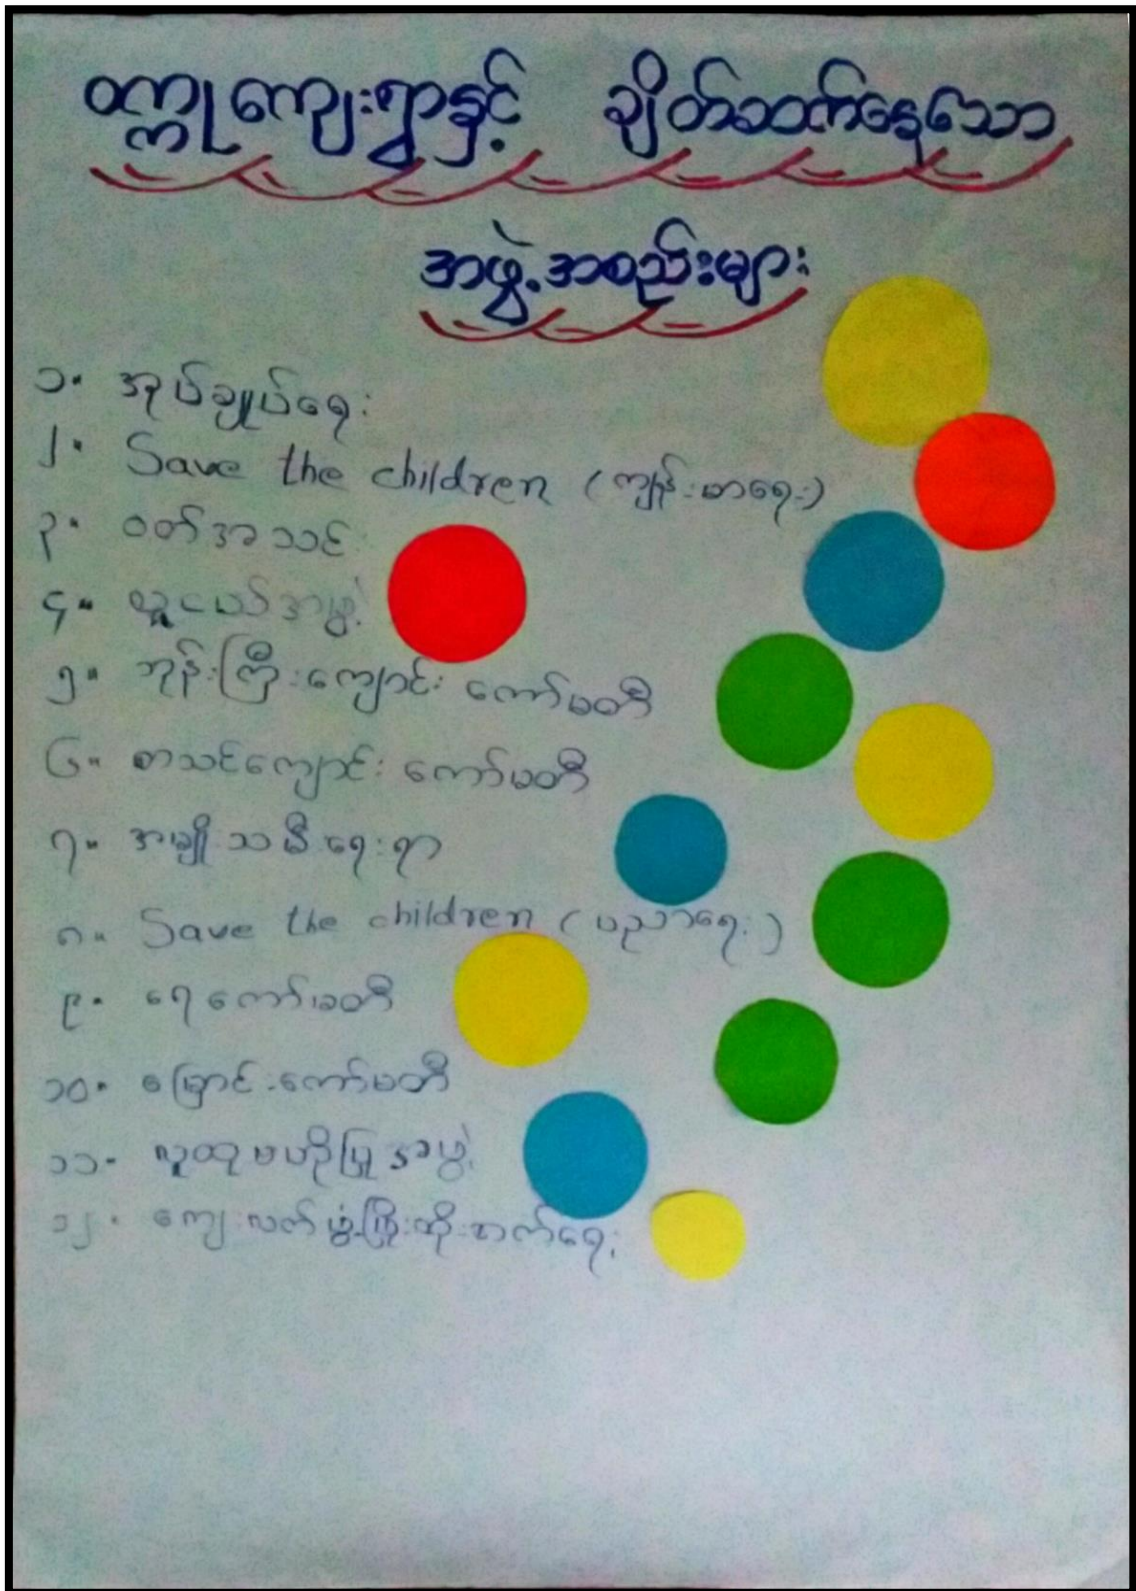 ဝက္ကုကျေးရွာနှင့် ချိတ်ဆက်နေသော
အဖွဲ့အစည်းများ
၁။ အုပ်ချုပ်ရေး
၂။ Save the children (ကျန်းမာရေး)
၃။ ဝတ်အသင်း
၄။ လူငယ်အဖွဲ့
၅။ ဘုန်းကြီးကျောင်း ကော်မတီ
၆။ စာသင်ကျောင်း ကော်မတီ
၇။ အမျိုးသမီးရေးရာ
၈။ Save the children (ပညာရေး)
၉။ ရေကော်မတီ
၁၀။ မြောင်းကော်မတီ
၁၁။ လူထုဗဟိုပြုအဖွဲ့
၁၂။ ကျေးလက်ဖွံ့ဖြိုးတိုးတက်ရေး